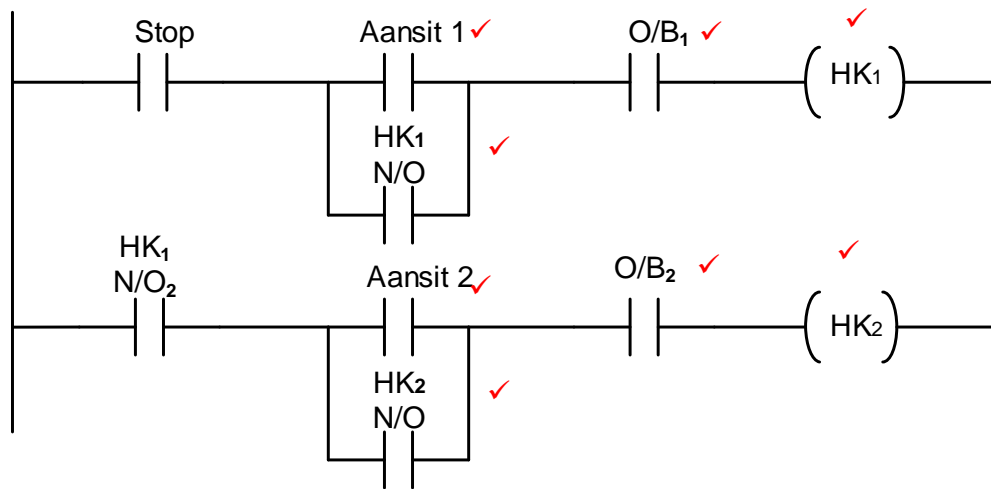 Stop
Aansit 1
O/B₁
HK₁
HK₁
N/O
HK₁
N/O₂
Aansit 2
O/B₂
HK₂
HK₂
N/O